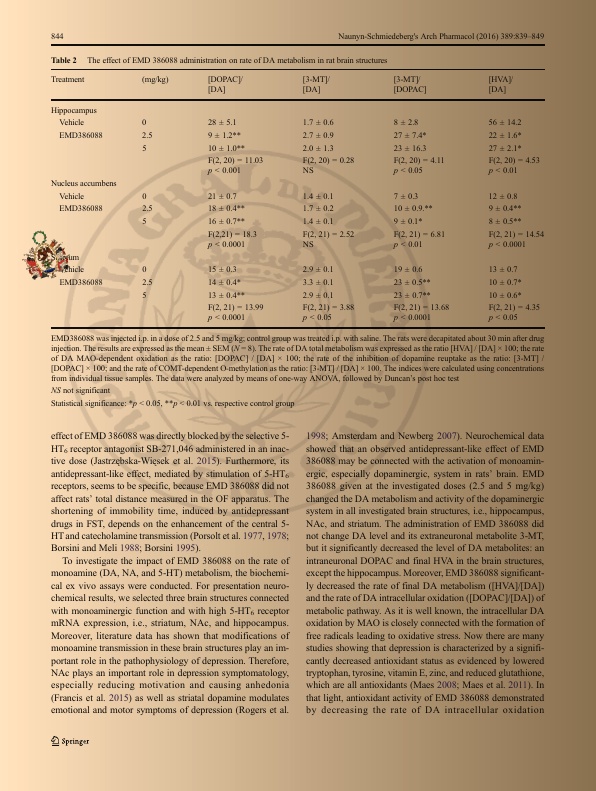 844
Naunyn-Schmiedeberg's Arch Pharmacol (2016) 389:839–849
Table 2 The effect of EMD 386088 administration on rate of DA metabolism in rat brain structures
Treatment (mg/kg) [DOPAC]/ [3-MT]/ [3-MT]/ [HVA]/
[DA] [DA] [DOPAC] [DA]
Hippocampus
Vehicle 0 28 ± 5.1 1.7 ± 0.6 8 ± 2.8 56 ± 14.2
EMD386088 2.5 9 ± 1.2** 2.7 ± 0.9 27 ± 7.4* 22 ± 1.6*
5 10 ± 1.0** 2.0 ± 1.3 23 ± 16.3 27 ± 2.1*
F(2, 20) = 11.03 F(2, 20) = 0.28 F(2, 20) = 4.11 F(2, 20) = 4.53
p < 0.001 NS p < 0.05 p < 0.01
Nucleus accumbens
Vehicle 0 21 ± 0.7 1.4 ± 0.1 7 ± 0.3 12 ± 0.8
EMD386088 2.5 18 ± 0.4** 1.7 ± 0.2 10 ± 0.9.** 9 ± 0.4**
5 16 ± 0.7** 1.4 ± 0.1 9 ± 0.1* 8 ± 0.5**
F(2,21) = 18.3 F(2, 21) = 2.52 F(2, 21) = 6.81 F(2, 21) = 14.54
p < 0.0001 NS p < 0.01 p < 0.0001
Vehicle 0 15 ± 0.3 2.9 ± 0.1 19 ± 0.6 13 ± 0.7
EMD386088 2.5 14 ± 0.4* 3.3 ± 0.1 23 ± 0.5** 10 ± 0.7*
5 13 ± 0.4** 2.9 ± 0.1 23 ± 0.7** 10 ± 0.6*
F(2, 21) = 13.99 F(2, 21) = 3.88 F(2, 21) = 13.68 F(2, 21) = 4.35
p < 0.0001 p < 0.05 p < 0.0001 p < 0.05
EMD386088 was injected i.p. in a dose of 2.5 and 5 mg/kg; control group was treated i.p. with saline. The rats were decapitated about 30 min after drug
injection. The results are expressed as the mean ± SEM (N = 8). The rate of DA total metabolism was expressed as the ratio [HVA] / [DA] × 100; the rate
of DA MAO-dependent oxidation as the ratio: [DOPAC] / [DA] × 100; the rate of the inhibition of dopamine reuptake as the ratio: [3-MT] /
[DOPAC] × 100; and the rate of COMT-dependent O-methylation as the ratio: [3-MT] / [DA] × 100. The indices were calculated using concentrations
from individual tissue samples. The data were analyzed by means of one-way ANOVA, followed by Duncan's post hoc test
NS not significant
Statistical significance: *p < 0.05, **p < 0.01 vs. respective control group
effect of EMD 386088 was directly blocked by the selective 5-
HT₆ receptor antagonist SB-271,046 administered in an inac-
tive dose (Jastrzębska-Więsek et al. 2015). Furthermore, its
antidepressant-like effect, mediated by stimulation of 5-HT₆
receptors, seems to be specific, because EMD 386088 did not
affect rats' total distance measured in the OF apparatus. The
shortening of immobility time, induced by antidepressant
drugs in FST, depends on the enhancement of the central 5-
HT and catecholamine transmission (Porsolt et al. 1977, 1978;
Borsini and Meli 1988; Borsini 1995).
To investigate the impact of EMD 386088 on the rate of
monoamine (DA, NA, and 5-HT) metabolism, the biochemi-
cal ex vivo assays were conducted. For presentation neuro-
chemical results, we selected three brain structures connected
with monoaminergic function and with high 5-HT₆ receptor
mRNA expression, i.e., striatum, NAc, and hippocampus.
Moreover, literature data has shown that modifications of
monoamine transmission in these brain structures play an im-
portant role in the pathophysiology of depression. Therefore,
NAc plays an important role in depression symptomatology,
especially reducing motivation and causing anhedonia
(Francis et al. 2015) as well as striatal dopamine modulates
emotional and motor symptoms of depression (Rogers et al.
1998; Amsterdam and Newberg 2007). Neurochemical data
showed that an observed antidepressant-like effect of EMD
386088 may be connected with the activation of monoamin-
ergic, especially dopaminergic, system in rats' brain. EMD
386088 given at the investigated doses (2.5 and 5 mg/kg)
changed the DA metabolism and activity of the dopaminergic
system in all investigated brain structures, i.e., hippocampus,
NAc, and striatum. The administration of EMD 386088 did
not change DA level and its extraneuronal metabolite 3-MT,
but it significantly decreased the level of DA metabolites: an
intraneuronal DOPAC and final HVA in the brain structures,
except the hippocampus. Moreover, EMD 386088 significant-
ly decreased the rate of final DA metabolism ([HVA]/[DA])
and the rate of DA intracellular oxidation ([DOPAC]/[DA]) of
metabolic pathway. As it is well known, the intracellular DA
oxidation by MAO is closely connected with the formation of
free radicals leading to oxidative stress. Now there are many
studies showing that depression is characterized by a signifi-
cantly decreased antioxidant status as evidenced by lowered
tryptophan, tyrosine, vitamin E, zinc, and reduced glutathione,
which are all antioxidants (Maes 2008; Maes et al. 2011). In
that light, antioxidant activity of EMD 386088 demonstrated
by decreasing the rate of DA intracellular oxidation
Springer